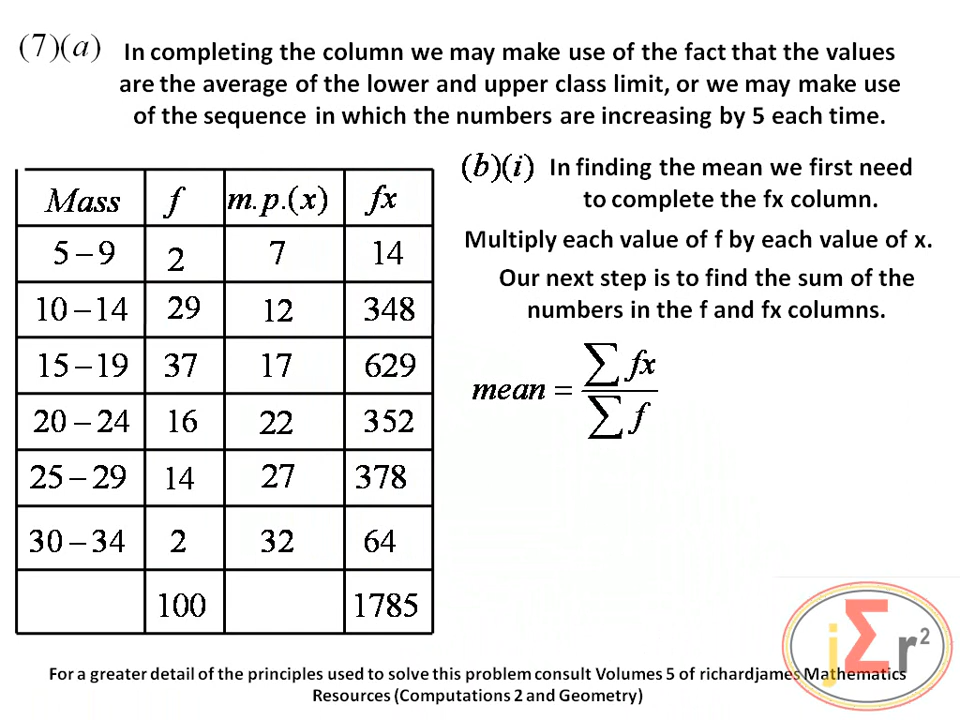 (7)(a) In completing the column we may make use of the fact that the values
are the average of the lower and upper class limit, or we may make use
of the sequence in which the numbers are increasing by 5 each time.
Mass f m.p.(x) fx
5-9 2 7 14
10-14 29 12 348
15-19 37 17 629
20-24 16 22 352
25-29 14 27 378
30-34 2 32 64
100 1785
(b)(i) In finding the mean we first need
to complete the fx column.
Multiply each value of f by each value of x.
Our next step is to find the sum of the
numbers in the f and fx columns.
mean = ∑ fx / ∑ f
jΣr²
For a greater detail of the principles used to solve this problem consult Volumes 5 of richardjames Mathematics
Resources (Computations 2 and Geometry)